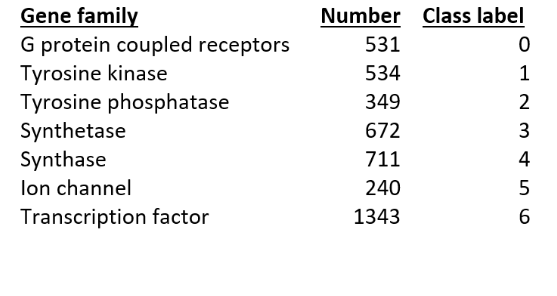 Gene family Number Class label
G protein coupled receptors 531 0
Tyrosine kinase 534 1
Tyrosine phosphatase 349 2
Synthetase 672 3
Synthase 711 4
Ion channel 240 5
Transcription factor 1343 6